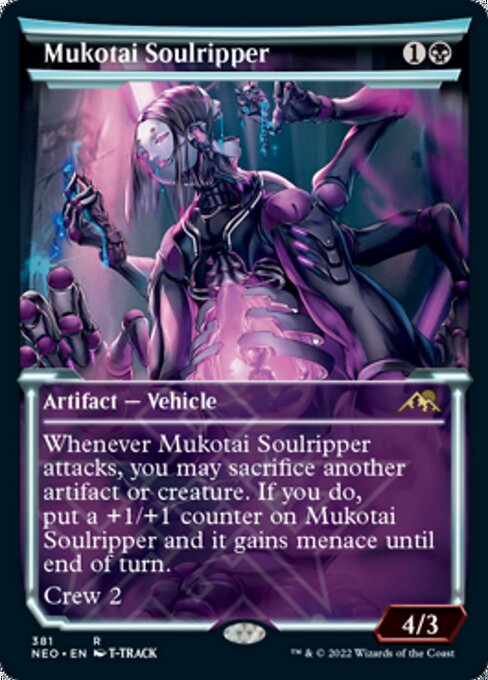 Mukotai Soulripper 1
Artifact — Vehicle
Whenever Mukotai Soulripper
attacks, you may sacrifice another
artifact or creature. If you do,
put a +1/+1 counter on Mukotai
Soulripper and it gains menace until
end of turn.
Crew 2
4/3
381 R
NEO • EN T-TRACK
™ & © 2022 Wizards of the Coast